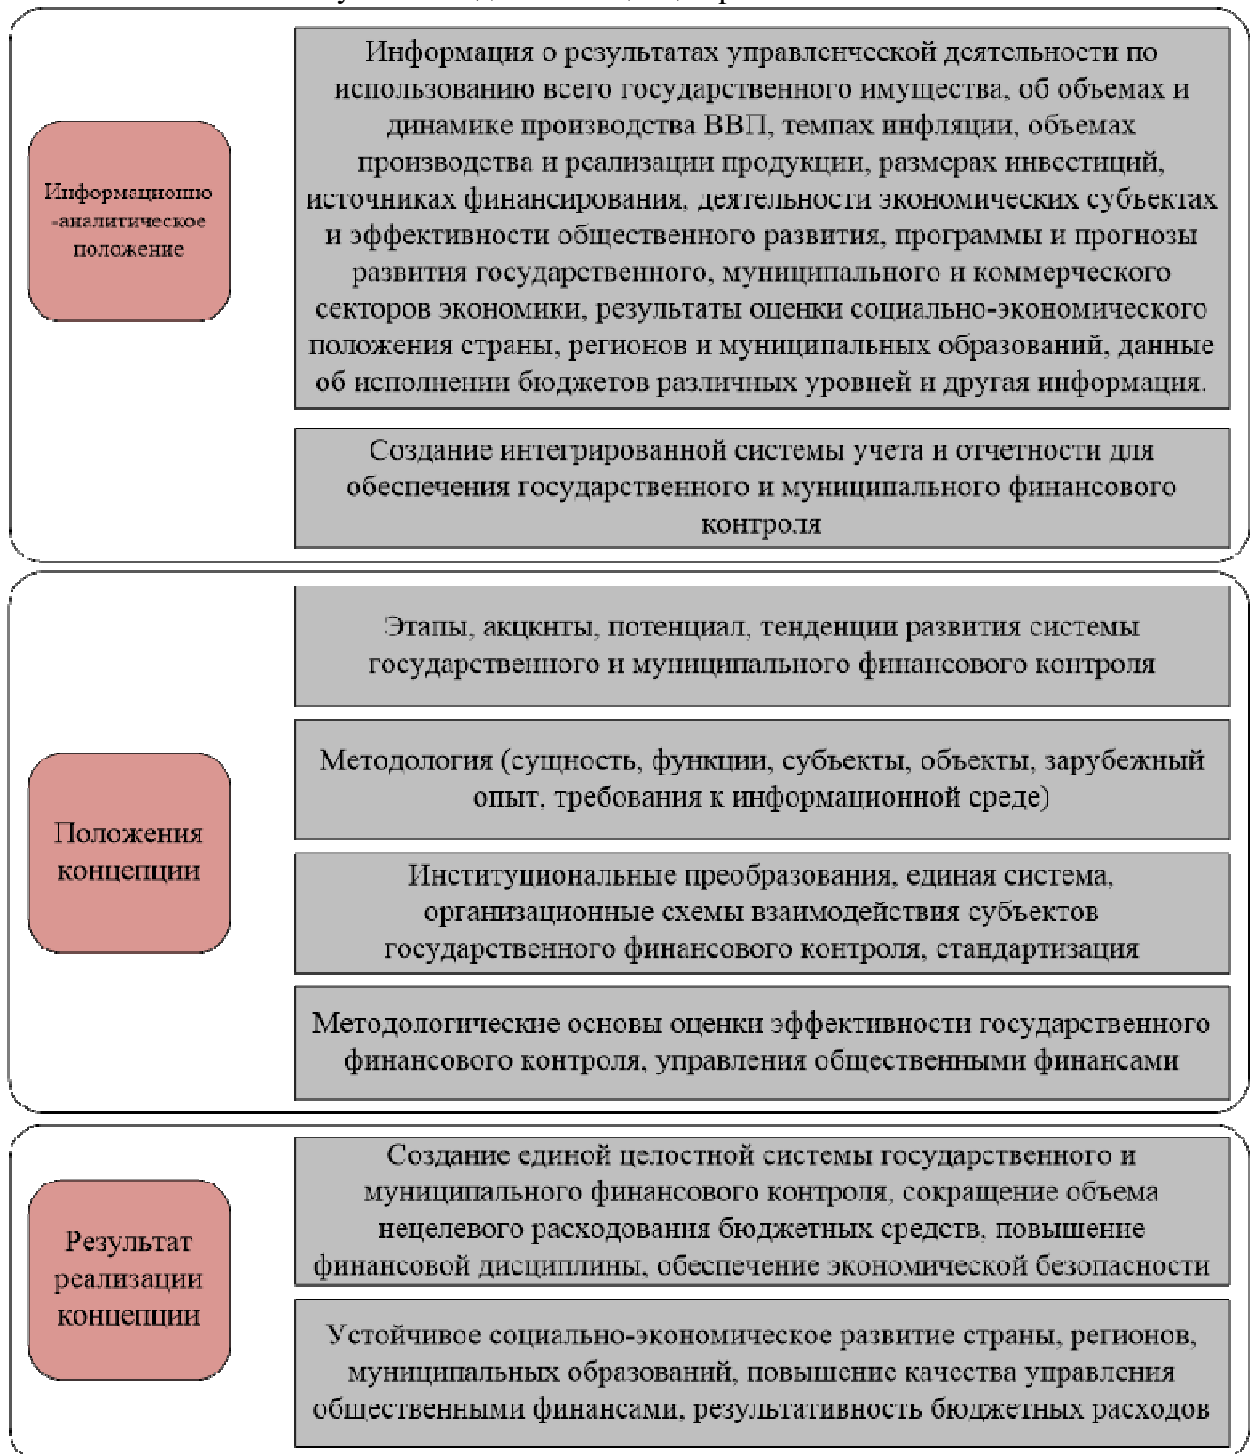 Информация о результатах управленческой деятельности по
использованию всего государственного имущества, об объемах и
динамике производства ВВП, темпах инфляции, объемах
производства и реализации продукции, размерах инвестиций,
источниках финансирования, деятельности экономических субъектах
и эффективности общественного развития, программы и прогнозы
развития государственного, муниципального и коммерческого
секторов экономики, результаты оценки социально-экономического
положения страны, регионов и муниципальных образований, данные
об исполнении бюджетов различных уровней и другая информация.
Информационно
-аналитическое
положение
Создание интегрированной системы учета и отчетности для
обеспечения государственного и муниципального финансового
контроля
Этапы, акцкнты, потенциал, тенденции развития системы
государственного и муниципального финансового контроля
Методология (сущность, функции, субъекты, объекты, зарубежный
опыт, требования к информационной среде)
Положения
концепции
Институциональные преобразования, единая система,
организационные схемы взаимодействия субъектов
государственного финансового контроля, стандартизация
Методологические основы оценки эффективности государственного
финансового контроля, управления общественными финансами
Создание единой целостной системы государственного и
муниципального финансового контроля, сокращение объема
нецелевого расходования бюджетных средств, повышение
финансовой дисциплины, обеспечение экономической безопасности
Результат
реализации
концепции
Устойчивое социально-экономическое развитие страны, регионов,
муниципальных образований, повышение качества управления
общественными финансами, результативность бюджетных расходов